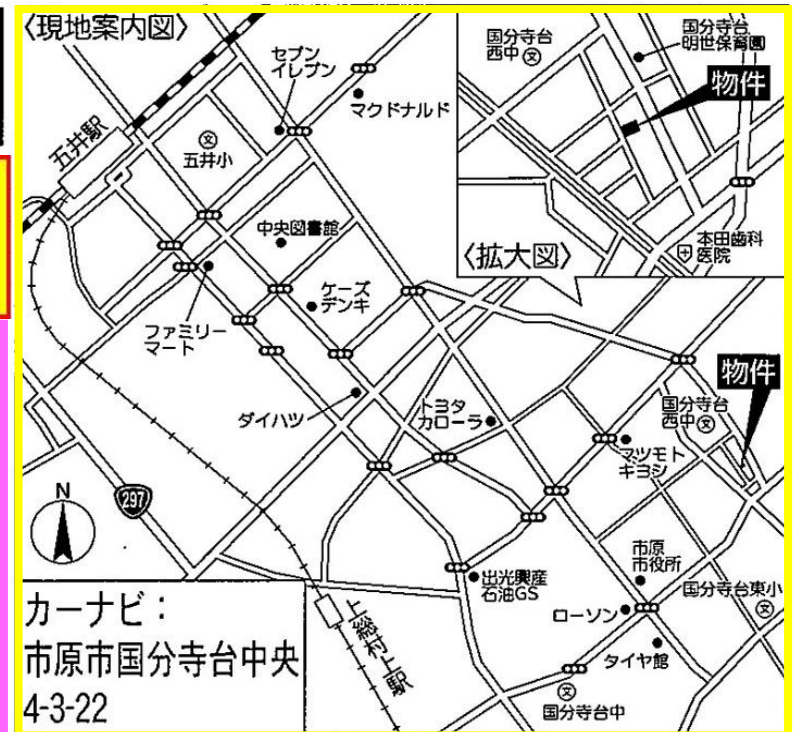 〈現地案内図〉
セブン
イレブン
マクドナルド
五井駅
文
五井小
中央図書館
ケーズ
デンキ
ファミリー
マート
ダイハツ
トヨタ
カローラ
国分寺台
西中文
国分寺台
明世保育園
物件
本田歯科
医院
〈拡大図〉
物件
国分寺台
西中文
マツモト
キヨシ
N
297
出光興産
石油GS
市原
市役所
国分寺台東小
文
ローソン
タイヤ館
上総村上駅
文
国分寺台中
カーナビ：
市原市国分寺台中央
4-3-22